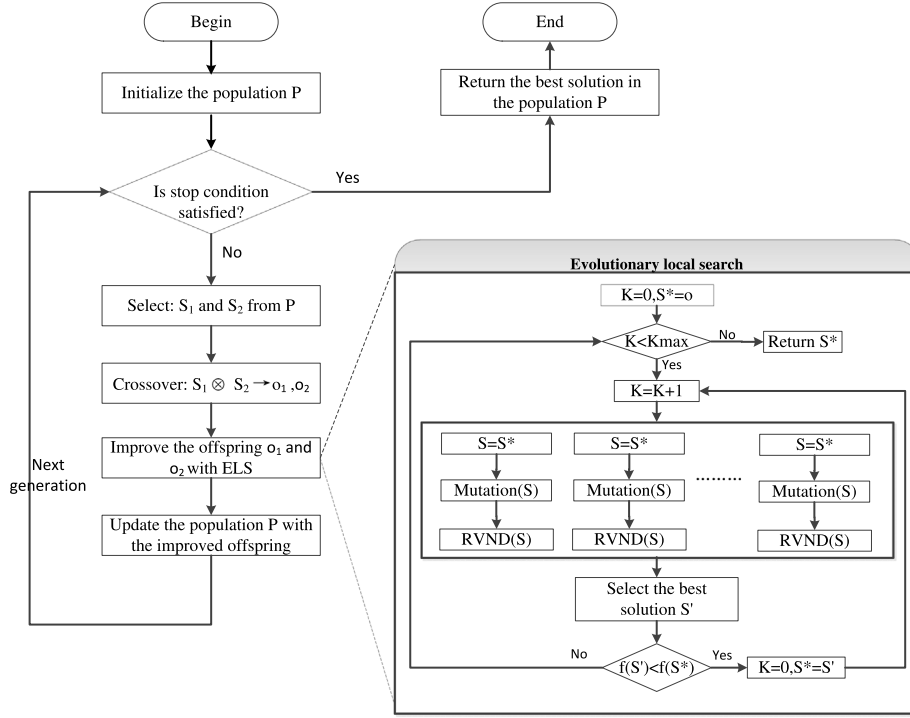 Begin
Initialize the population P
Is stop condition
satisfied?
Yes
No
Return the best solution in
the population P
End
Select: S₁ and S₂ from P
Crossover: S₁ ⊗ S₂ → o₁ ,o₂
Improve the offspring o₁ and
o₂ with ELS
Update the population P with
the improved offspring
Next
generation
Evolutionary local search
K=0,S*=o
K<Kmax
No
Return S*
Yes
K=K+1
S=S*
Mutation(S)
RVND(S)
S=S*
Mutation(S)
RVND(S)
………
S=S*
Mutation(S)
RVND(S)
Select the best
solution S'
f(S')<f(S*)
No
Yes
K=0,S*=S'